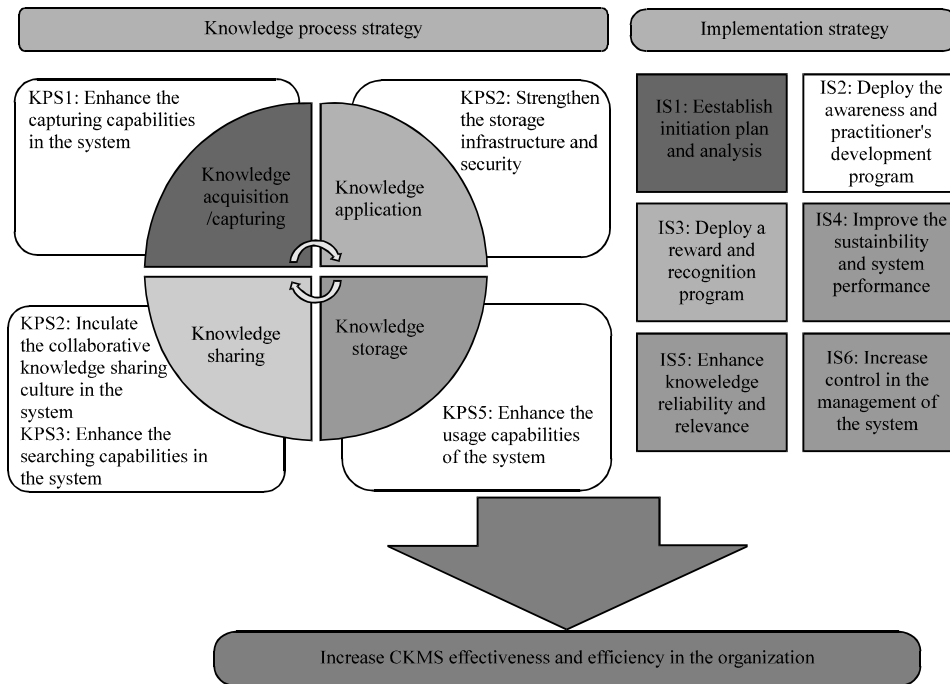 Knowledge process strategy
Implementation strategy
KPS1: Enhance the
capturing capabilities
in the system
KPS2: Strengthen
the storage
infrastructure and
security
Knowledge
acquisition
/capturing
Knowledge
application
Knowledge
sharing
Knowledge
storage
KPS2: Inculate
the collaborative
knowledge sharing
culture in the
system
KPS3: Enhance the
searching capabilities in
the system
KPS5: Enhance the
usage capabilities
of the system
IS1: Eestablish
initiation plan
and analysis
IS2: Deploy the
awareness and
practitioner's
development
program
IS3: Deploy a
reward and
recognition
program
IS4: Improve the
sustainbility
and system
performance
IS5: Enhance
knoweledge
reliability and
relevance
IS6: Increase
control in the
management of
the system
Increase CKMS effectiveness and efficiency in the organization